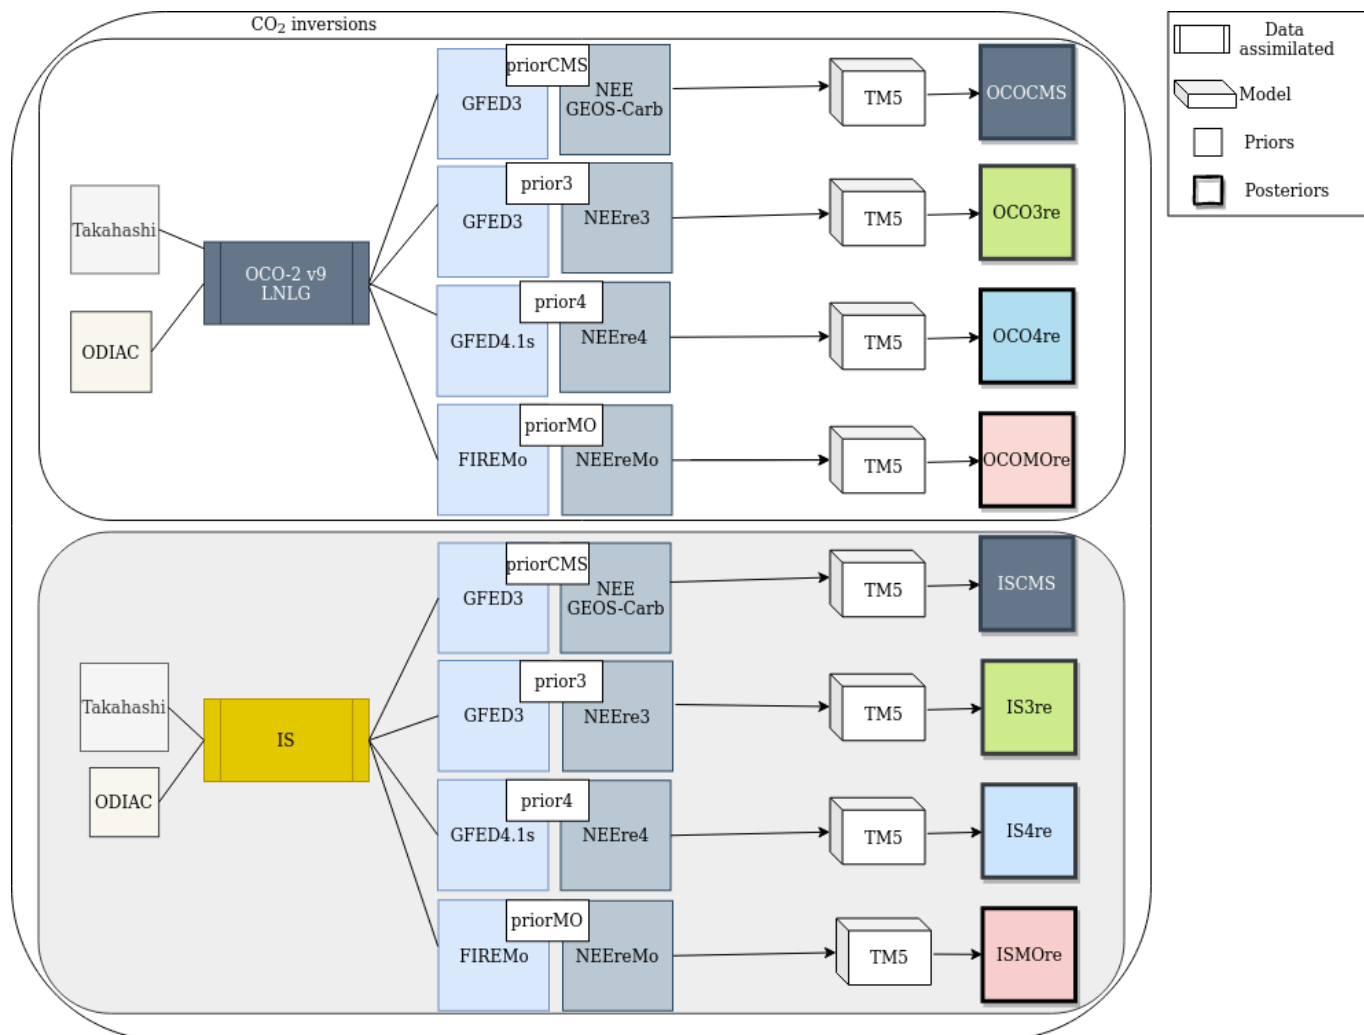 CO₂ inversions
Data
assimilated
Model
Priors
Posteriors
Takahashi
ODIAC
OCO-2 v9
LNLG
priorCMS
GFED3
NEE
GEOS-Carb
TM5
OCOCMS
prior3
GFED3
NEEre3
TM5
OCO3re
prior4
GFED4.1s
NEEre4
TM5
OCO4re
priorMO
FIREMo
NEEreMo
TM5
OCOMOre
Takahashi
ODIAC
IS
priorCMS
GFED3
NEE
GEOS-Carb
TM5
ISCMS
prior3
GFED3
NEEre3
TM5
IS3re
prior4
GFED4.1s
NEEre4
TM5
IS4re
priorMO
FIREMo
NEEreMo
TM5
ISMOre